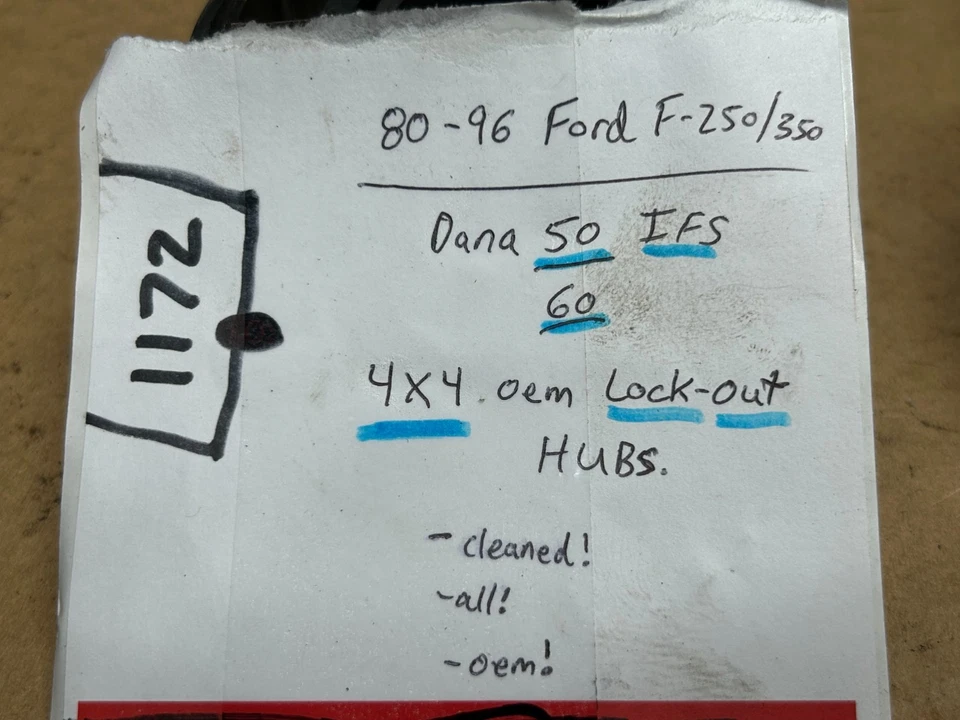 80-96 Ford F-250/350
Dana 50 IFS
60
1172
4X4 oem Lock-out
HUBS.
- cleaned!
- all!
- oem!